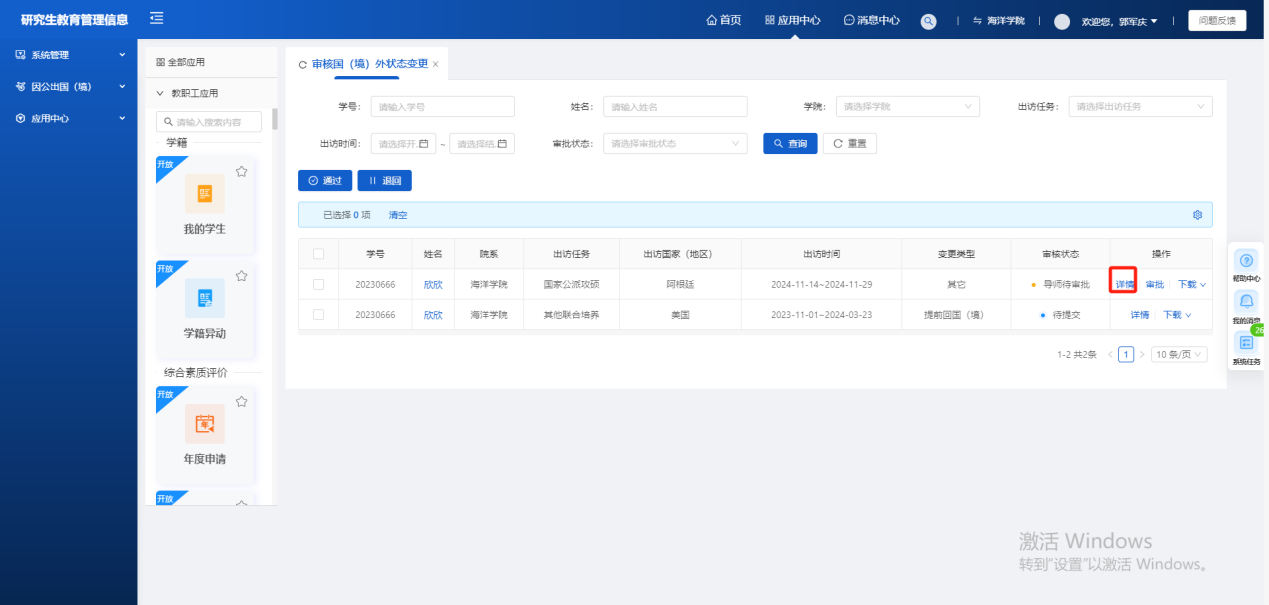 研究生教育管理信息
首页 应用中心 消息中心 海洋学院 欢迎您，郭军庆 问题反馈
系统管理
因公出国（境）
应用中心
全部应用
教职工应用
请输入搜索内容
学籍
开放
我的学生
开放
学籍异动
综合素质评价
开放
年度申请
开放
审核国（境）外状态变更 ×
学号： 请输入学号 姓名： 请输入姓名 学院： 请选择学院 出访任务： 请选择出访任务
出访时间： 请选择开 ~ 请选择结 审批状态： 请选择审批状态 查询 重置
通过 退回
已选择 0 项 清空
学号 姓名 院系 出访任务 出访国家（地区） 出访时间 变更类型 审核状态 操作
20230666 欣欣 海洋学院 国家公派攻硕 阿根廷 2024-11-14~2024-11-29 其它 导师待审批 详情 审批 下载
20230666 欣欣 海洋学院 其他联合培养 美国 2023-11-01~2024-03-23 提前回国（境） 待提交 详情 下载
1-2 共2条 < 1 > 10 条/页
帮助中心
我的消息
26
系统任务
激活 Windows
转到"设置"以激活 Windows。